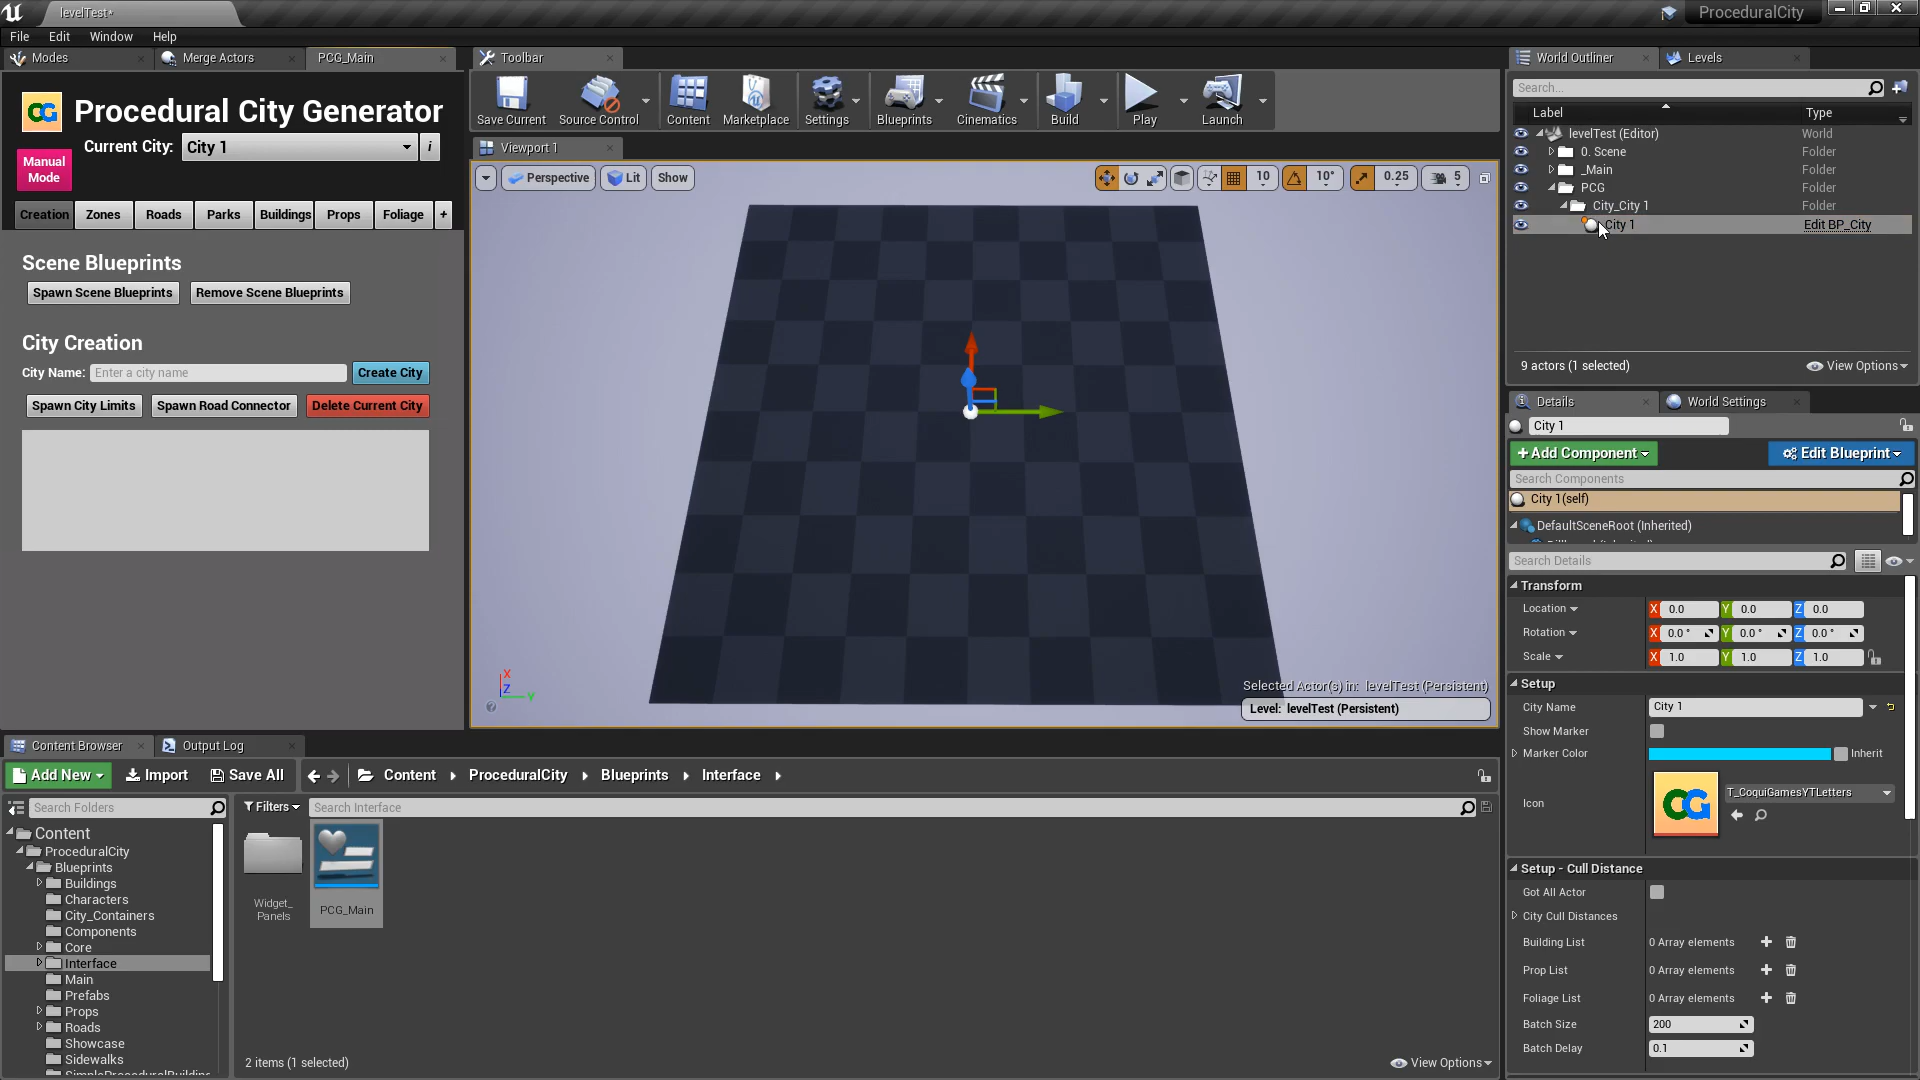 levelTest*
ProceduralCity
File Edit Window Help
Modes
Merge Actors
PCG_Main
Toolbar
World Outliner
Levels
CG Procedural City Generator
Current City: City 1 i
Manual Mode
Creation Zones Roads Parks Buildings Props Foliage +
Scene Blueprints
Spawn Scene Blueprints Remove Scene Blueprints
City Creation
City Name: Enter a city name Create City
Spawn City Limits Spawn Road Connector Delete Current City
Save Current Source Control Content Marketplace Settings Blueprints Cinematics Build Play Launch
Viewport 1
Perspective Lit Show 10 10° 0.25 5
X
Z
Y
Selected Actor(s) in: levelTest (Persistent)
Level: levelTest (Persistent)
Search...
Label Type
levelTest (Editor) World
0. Scene Folder
_Main Folder
PCG Folder
City_City 1 Folder
City 1 Edit BP_City
9 actors (1 selected) View Options
Details
World Settings
City 1
+Add Component Edit Blueprint
Search Components
City 1(self)
DefaultSceneRoot (Inherited)
Search Details
Transform
Location X 0.0 Y 0.0 Z 0.0
Rotation X 0.0° Y 0.0° Z 0.0°
Scale X 1.0 Y 1.0 Z 1.0
Setup
City Name City 1
Show Marker
Marker Color Inherit
Icon CG T_CoquiGamesYTLetters
Setup - Cull Distance
Got All Actor
City Cull Distances
Building List 0 Array elements
Prop List 0 Array elements
Foliage List 0 Array elements
Batch Size 200
Batch Delay 0.1
Content Browser
Output Log
Add New Import Save All Content ProceduralCity Blueprints Interface
Search Folders
Filters Search Interface
Content
ProceduralCity
Blueprints
Buildings
Characters
City_Containers
Components
Core
Interface
Main
Prefabs
Props
Roads
Showcase
Sidewalks
Widget_
Panels
PCG_Main
2 items (1 selected) View Options